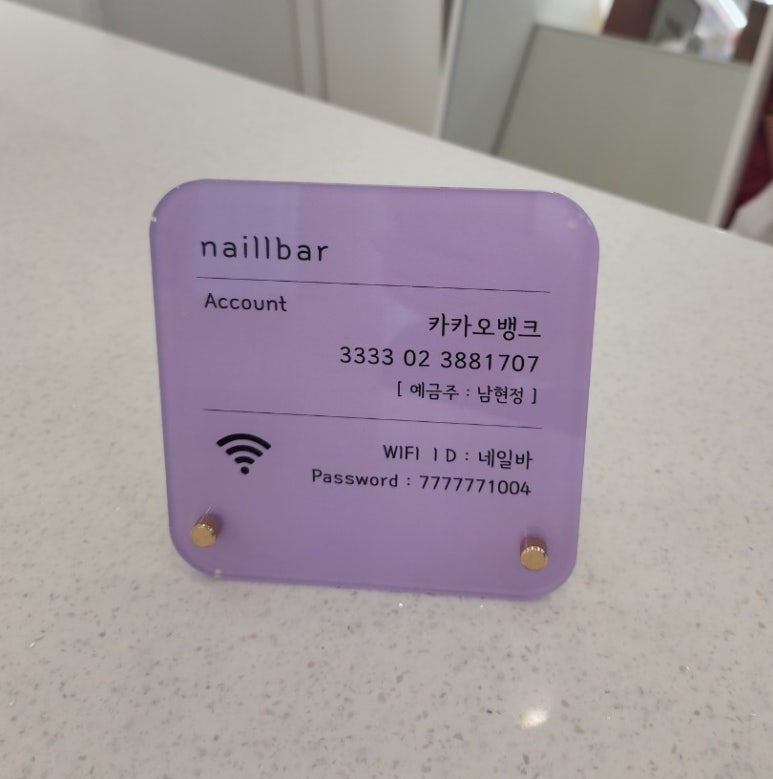 naillbar
Account
카카오뱅크
3333 02 3881707
[ 예금주 : 남현정 ]
WIFI ID : 네일바
Password : 7777771004